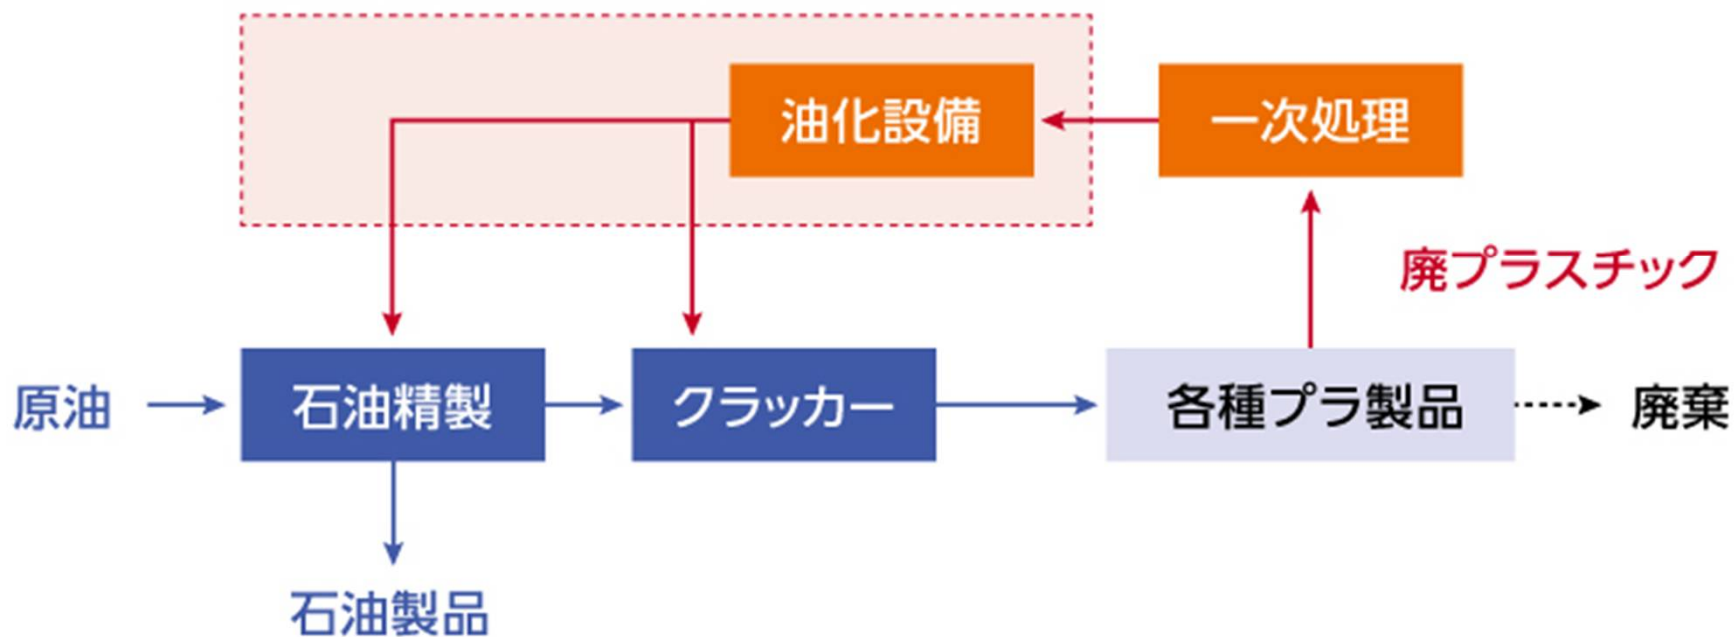 油化設備
一次処理
廃プラスチック
原油
石油精製
クラッカー
各種プラ製品
廃棄
石油製品